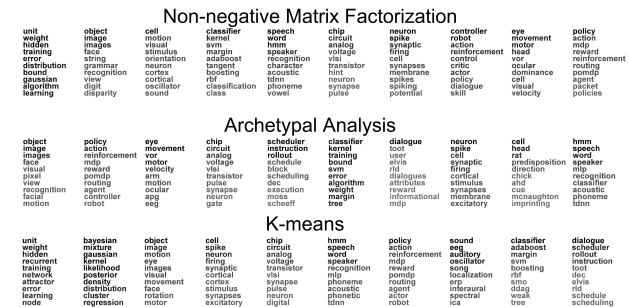 Non-negative Matrix Factorization
unit object cell classifier speech chip neuron controller eye policy
weight image motion kernel word circuit spike robot movement action
hidden images visual svm hmm analog synaptic action motor mdp
training face stimulus margin speaker voltage firing reinforcement head reward
error string orientation adaboost recognition vlsi cell control vor reinforcement
distribution grammar neuron tangent character transistor synapses critic ocular routing
bound recognition cortex boosting acoustic hint membrane actor dominance pomdp
gaussian view cortical rbf tdnn neuron spikes policy cell agent
algorithm digit oscillator classification phoneme synapse spiking dialogue visual packet
learning disparity sound class vowel pulse potential skill velocity policies
Archetypal Analysis
object policy eye chip scheduler classifier dialogue neuron cell hmm
image action movement circuit instruction kernel toot spike head speech
images reinforcement vor analog rollout training user cell rat word
face mdp motor voltage schedule bound elvis synaptic predisposition speaker
visual reward velocity vlsi block svm rld firing direction mlp
pixel pomdp arm transistor scheduling error dialogues cortical chick recognition
view routing motion pulse dec algorithm attributes stimulus ahd classifier
recognition agent ocular synapse execution weight reward synapses cue acoustic
facial controller apg neuron moss margin informational membrane mcnaughton phoneme
motion robot eeg gate scheeff tree mdp excitatory imprinting tdnn
K-means
unit bayesian object cell chip hmm policy sound classifier dialogue
weight mixture image spike circuit speech action eeg adaboost scheduler
hidden gaussian motion neuron analog word reinforcement auditory margin rollout
recurrent kernel eye firing voltage speaker mdp oscillator svm instruction
training likelihood images synaptic transistor recognition reward song boosting toot
network posterior visual cortical vlsi mlp pomdp localization rbf dec
attractor density movement cortex synapse phoneme routing erp smo rld
error distribution face stimulus pulse acoustic agent interaural dag elvis
node cluster rotation synapses neuron phonetic actor spectral weak schedule
 regression motor excitatory digital tdnn robot ica tree scheduling